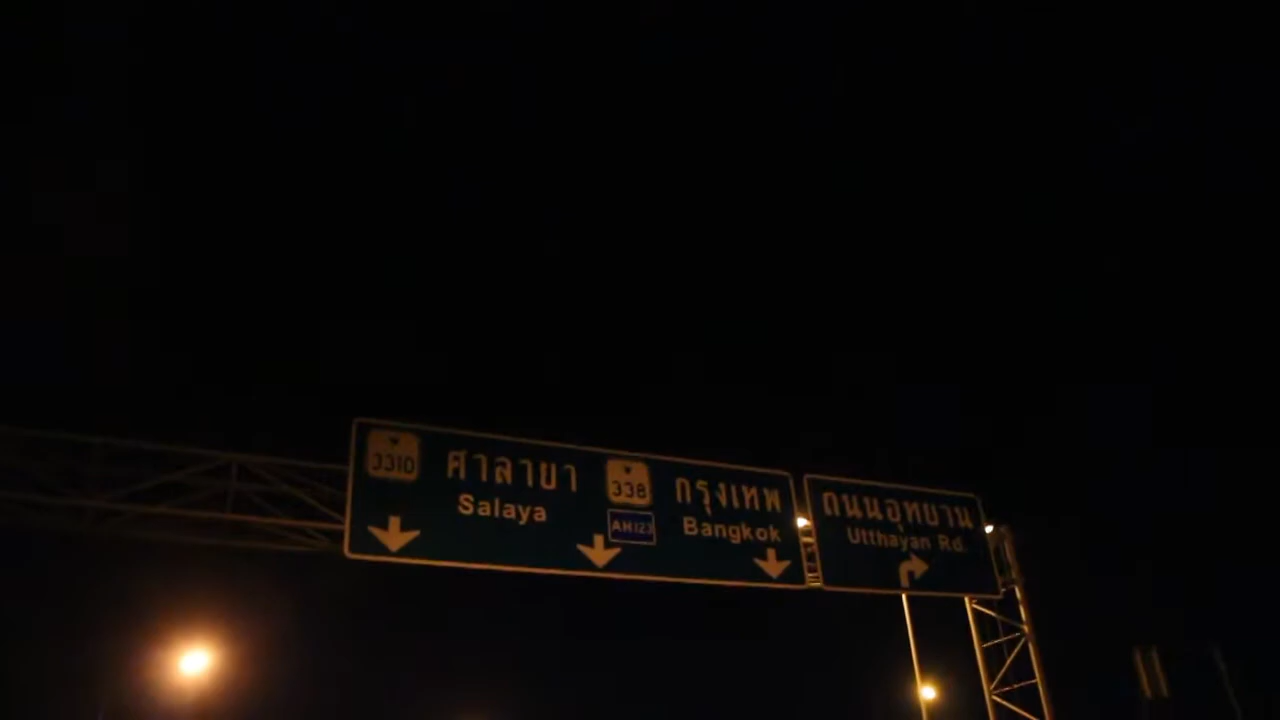 3310
ศาลายา
Salaya
338
AH123
กรุงเทพ
Bangkok
ถนนอุทยาน
Utthayan Rd.